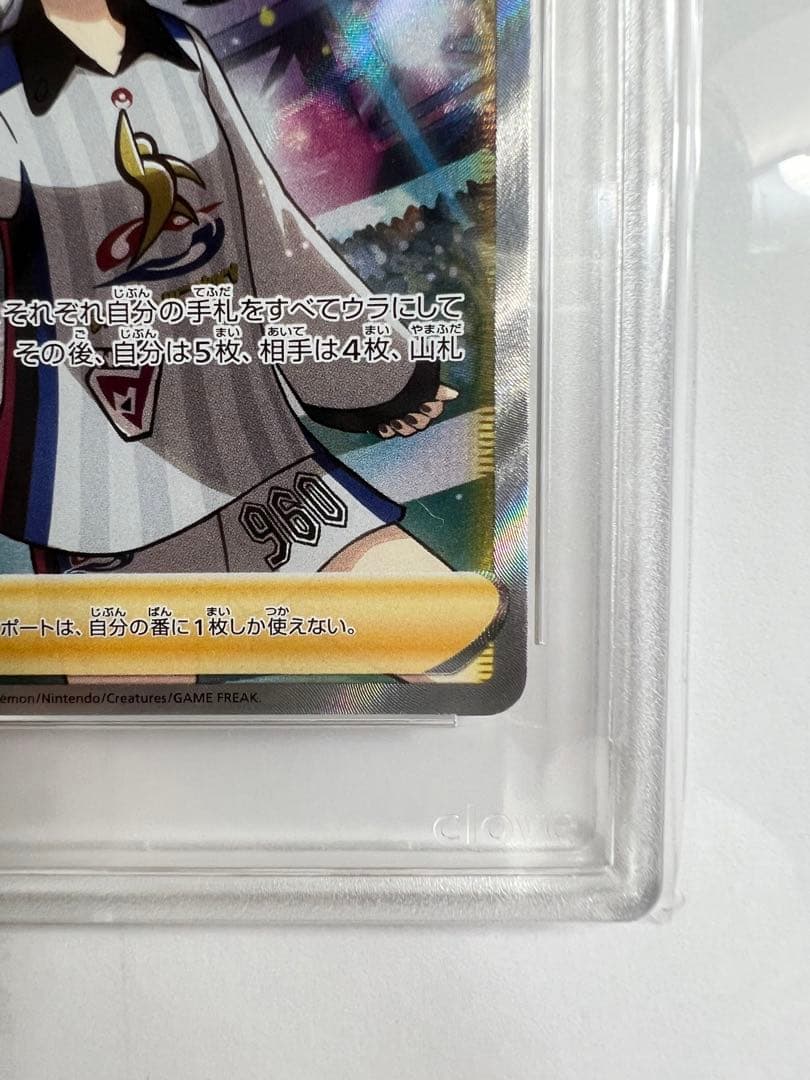 それぞれ自分の手札をすべてウラにして
その後、自分は5枚、相手は4枚、山札
960
ポートは、自分の番に1枚しか使えない。
emon/Nintendo/Creatures/GAME FREAK.
clove